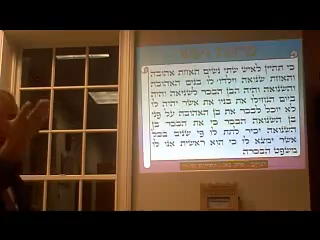 כי תהיין לאיש שתי נשים האחת אהובה
והאחת שנואה וילדו לו בנים האהובה
והשנואה והיה הבן הבכר לשניאה והיה
ביום הנחילו את בניו את אשר יהיה לו
לא יוכל לבכר את בן האהובה על פני
בן השנואה הבכר כי את הבכר בן
השנואה יכיר לתת לו פי שנים בכל
אשר ימצא לו כי הוא ראשית אנו לו
משפט הבכרה